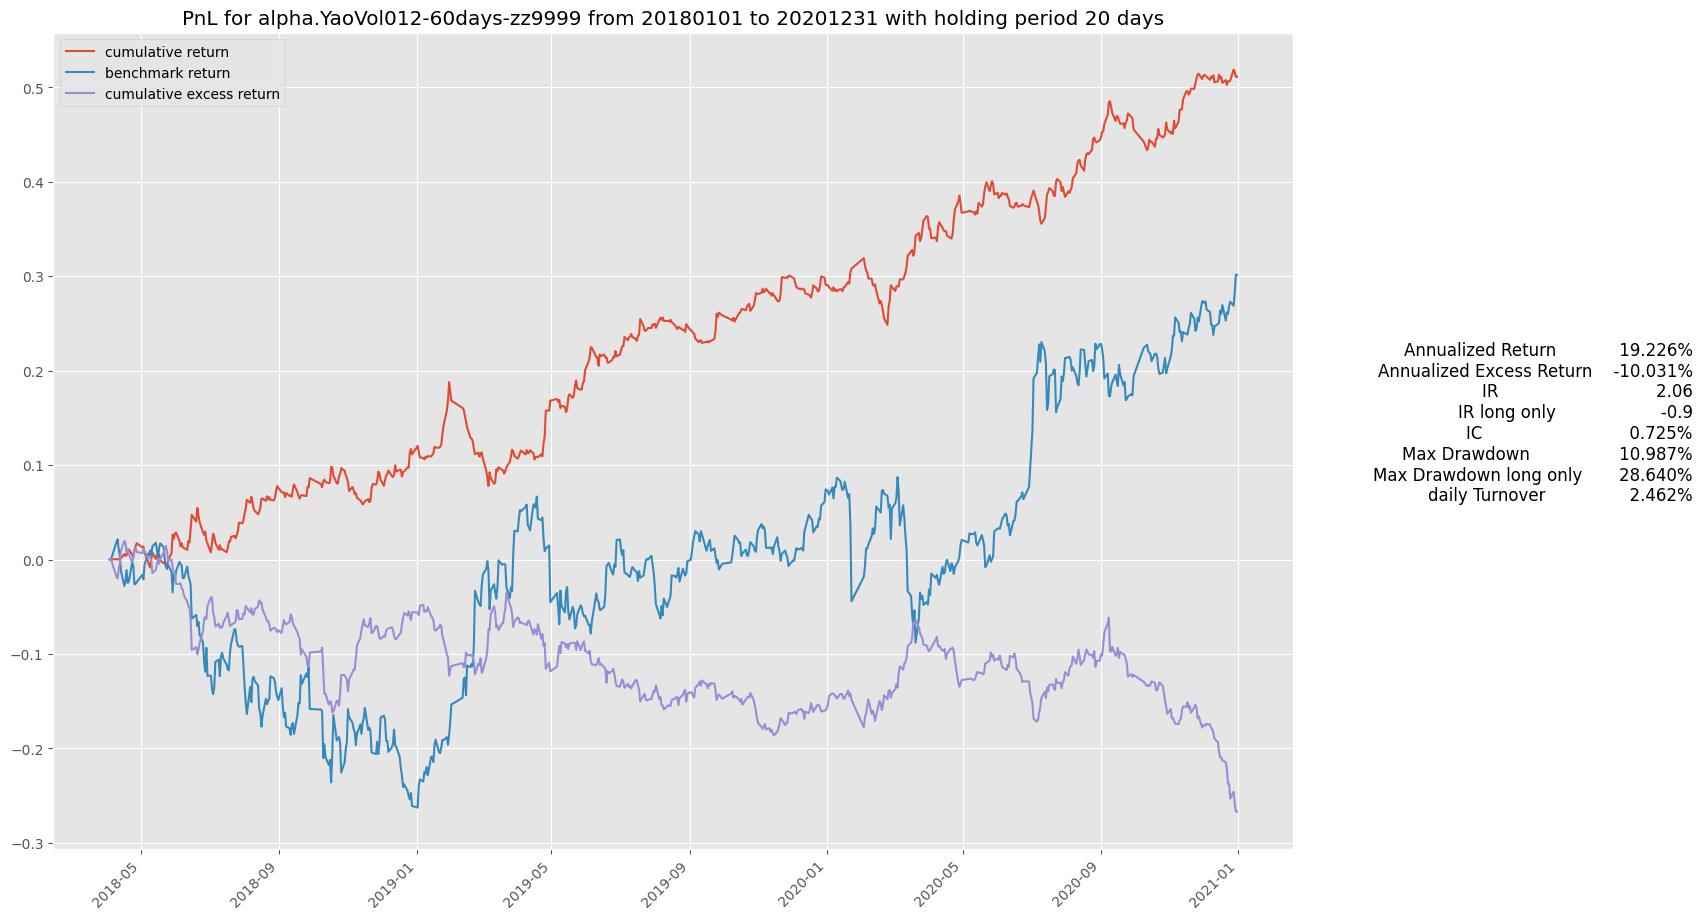 PnL for alpha.YaoVol012-60days-zz9999 from 20180101 to 20201231 with holding period 20 days
cumulative return
benchmark return
cumulative excess return
0.5
0.4
0.3
0.2
0.1
0.0
−0.1
−0.2
−0.3
2018-05
2018-09
2019-01
2019-05
2019-09
2020-01
2020-05
2020-09
2021-01
Annualized Return 19.226%
Annualized Excess Return -10.031%
IR 2.06
IR long only -0.9
IC 0.725%
Max Drawdown 10.987%
Max Drawdown long only 28.640%
daily Turnover 2.462%